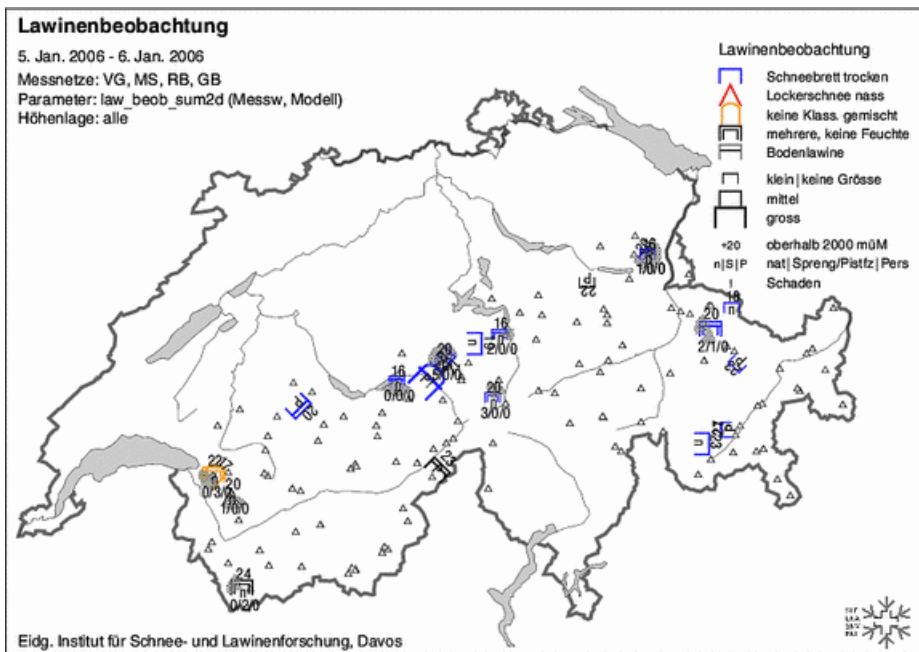 Lawinenbeobachtung
5. Jan. 2006 - 6. Jan. 2006
Messnetze: VG, MS, RB, GB
Parameter: law_beob_sum2d (Messw, Modell)
Höhenlage: alle
Lawinenbeobachtung
Schneebrett trocken
Lockerschnee nass
keine Klass. gemischt
mehrere, keine Feuchte
Bodenlawine
klein|keine Grösse
mittel
gross
+20 oberhalb 2000 müM
n|S|P nat|Spreng/Pistfz|Pers
! Schaden
1/0/0
22
18
n
20
2/1/0
16
2/0/0
n
16
0/0/0
20
3/0/0
n
20
1/0/0
n
24
n
0/2/0
Eidg. Institut für Schnee- und Lawinenforschung, Davos